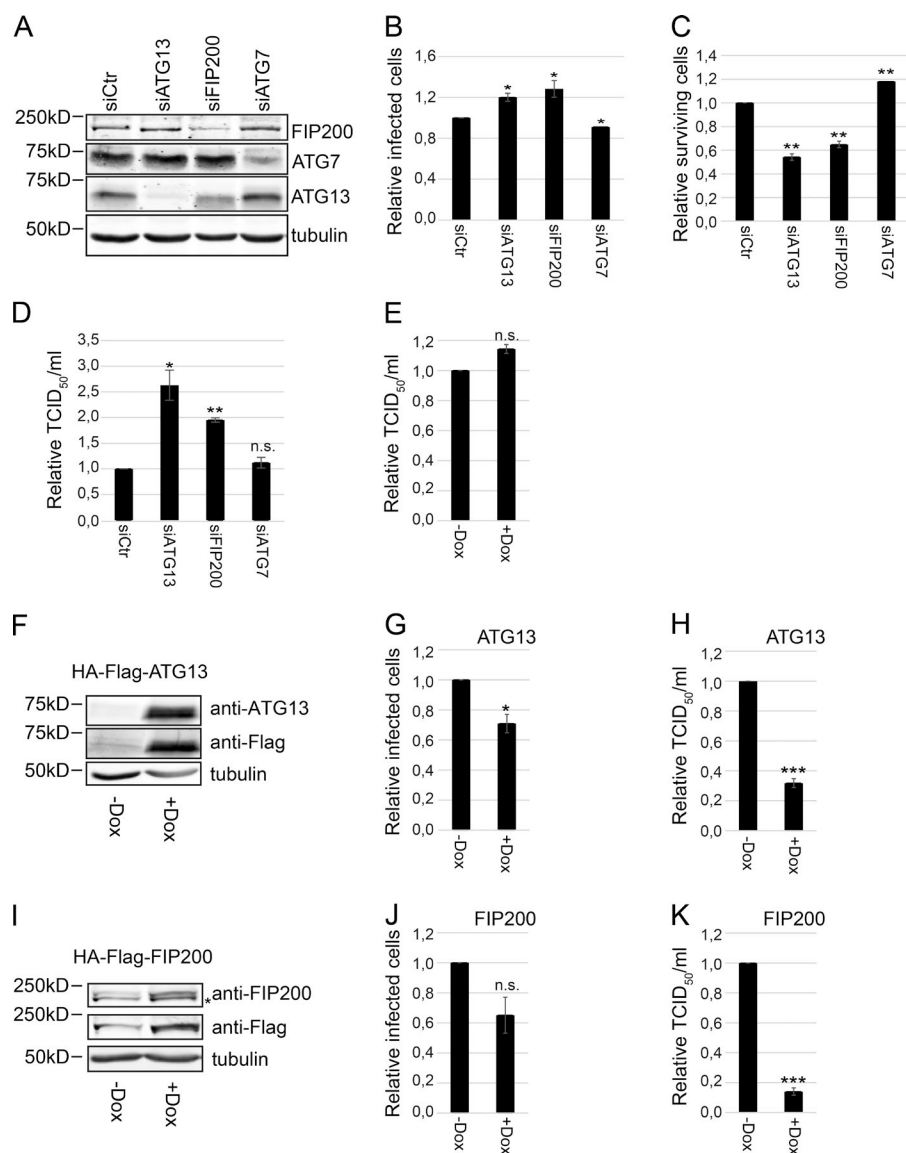 A
siCtr
siATG13
siFIP200
siATG7
250kD
FIP200
75kD
ATG7
75kD
ATG13
50kD
tubulin
B
Relative infected cells
1,6
1,2
0,8
0,4
0,0
*
*
*
siCtr
siATG13
siFIP200
siATG7
C
Relative surviving cells
1,4
1,2
1,0
0,8
0,6
0,4
0,2
0,0
**
**
**
siCtr
siATG13
siFIP200
siATG7
D
Relative TCID50/ml
3,5
3,0
2,5
2,0
1,5
1,0
0,5
0,0
*
**
n.s.
siCtr
siATG13
siFIP200
siATG7
E
Relative TCID50/ml
1,2
1,0
0,8
0,6
0,4
0,2
0,0
n.s.
-Dox
+Dox
F
HA-Flag-ATG13
75kD
anti-ATG13
75kD
anti-Flag
50kD
tubulin
-Dox
+Dox
G
ATG13
Relative infected cells
1,2
1,0
0,8
0,6
0,4
0,2
0,0
*
-Dox
+Dox
H
ATG13
Relative TCID50/ml
1,2
1,0
0,8
0,6
0,4
0,2
0,0
***
-Dox
+Dox
I
HA-Flag-FIP200
250kD
*anti-FIP200
250kD
anti-Flag
50kD
tubulin
-Dox
+Dox
J
FIP200
Relative infected cells
1,2
1,0
0,8
0,6
0,4
0,2
0,0
n.s.
-Dox
+Dox
K
FIP200
Relative TCID50/ml
1,2
1,0
0,8
0,6
0,4
0,2
0,0
***
-Dox
+Dox